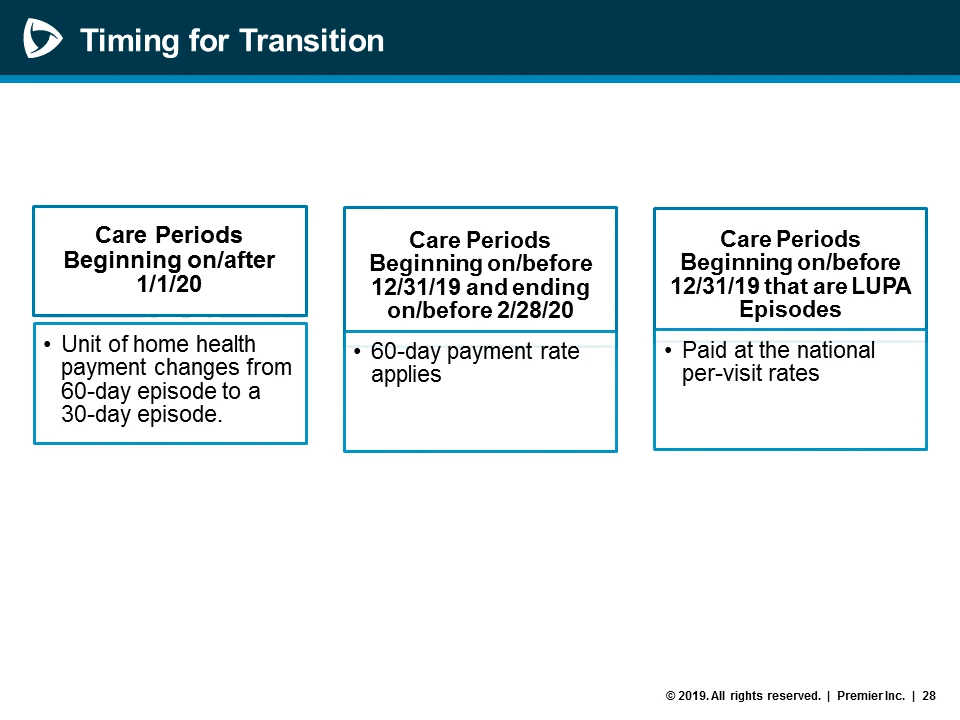 Timing for Transition
Care Periods
Beginning on/after
1/1/20
• Unit of home health
payment changes from
60-day episode to a
30-day episode.
Care Periods
Beginning on/before
12/31/19 and ending
on/before 2/28/20
• 60-day payment rate
applies
Care Periods
Beginning on/before
12/31/19 that are LUPA
Episodes
• Paid at the national
per-visit rates
© 2019. All rights reserved. | Premier Inc. | 28